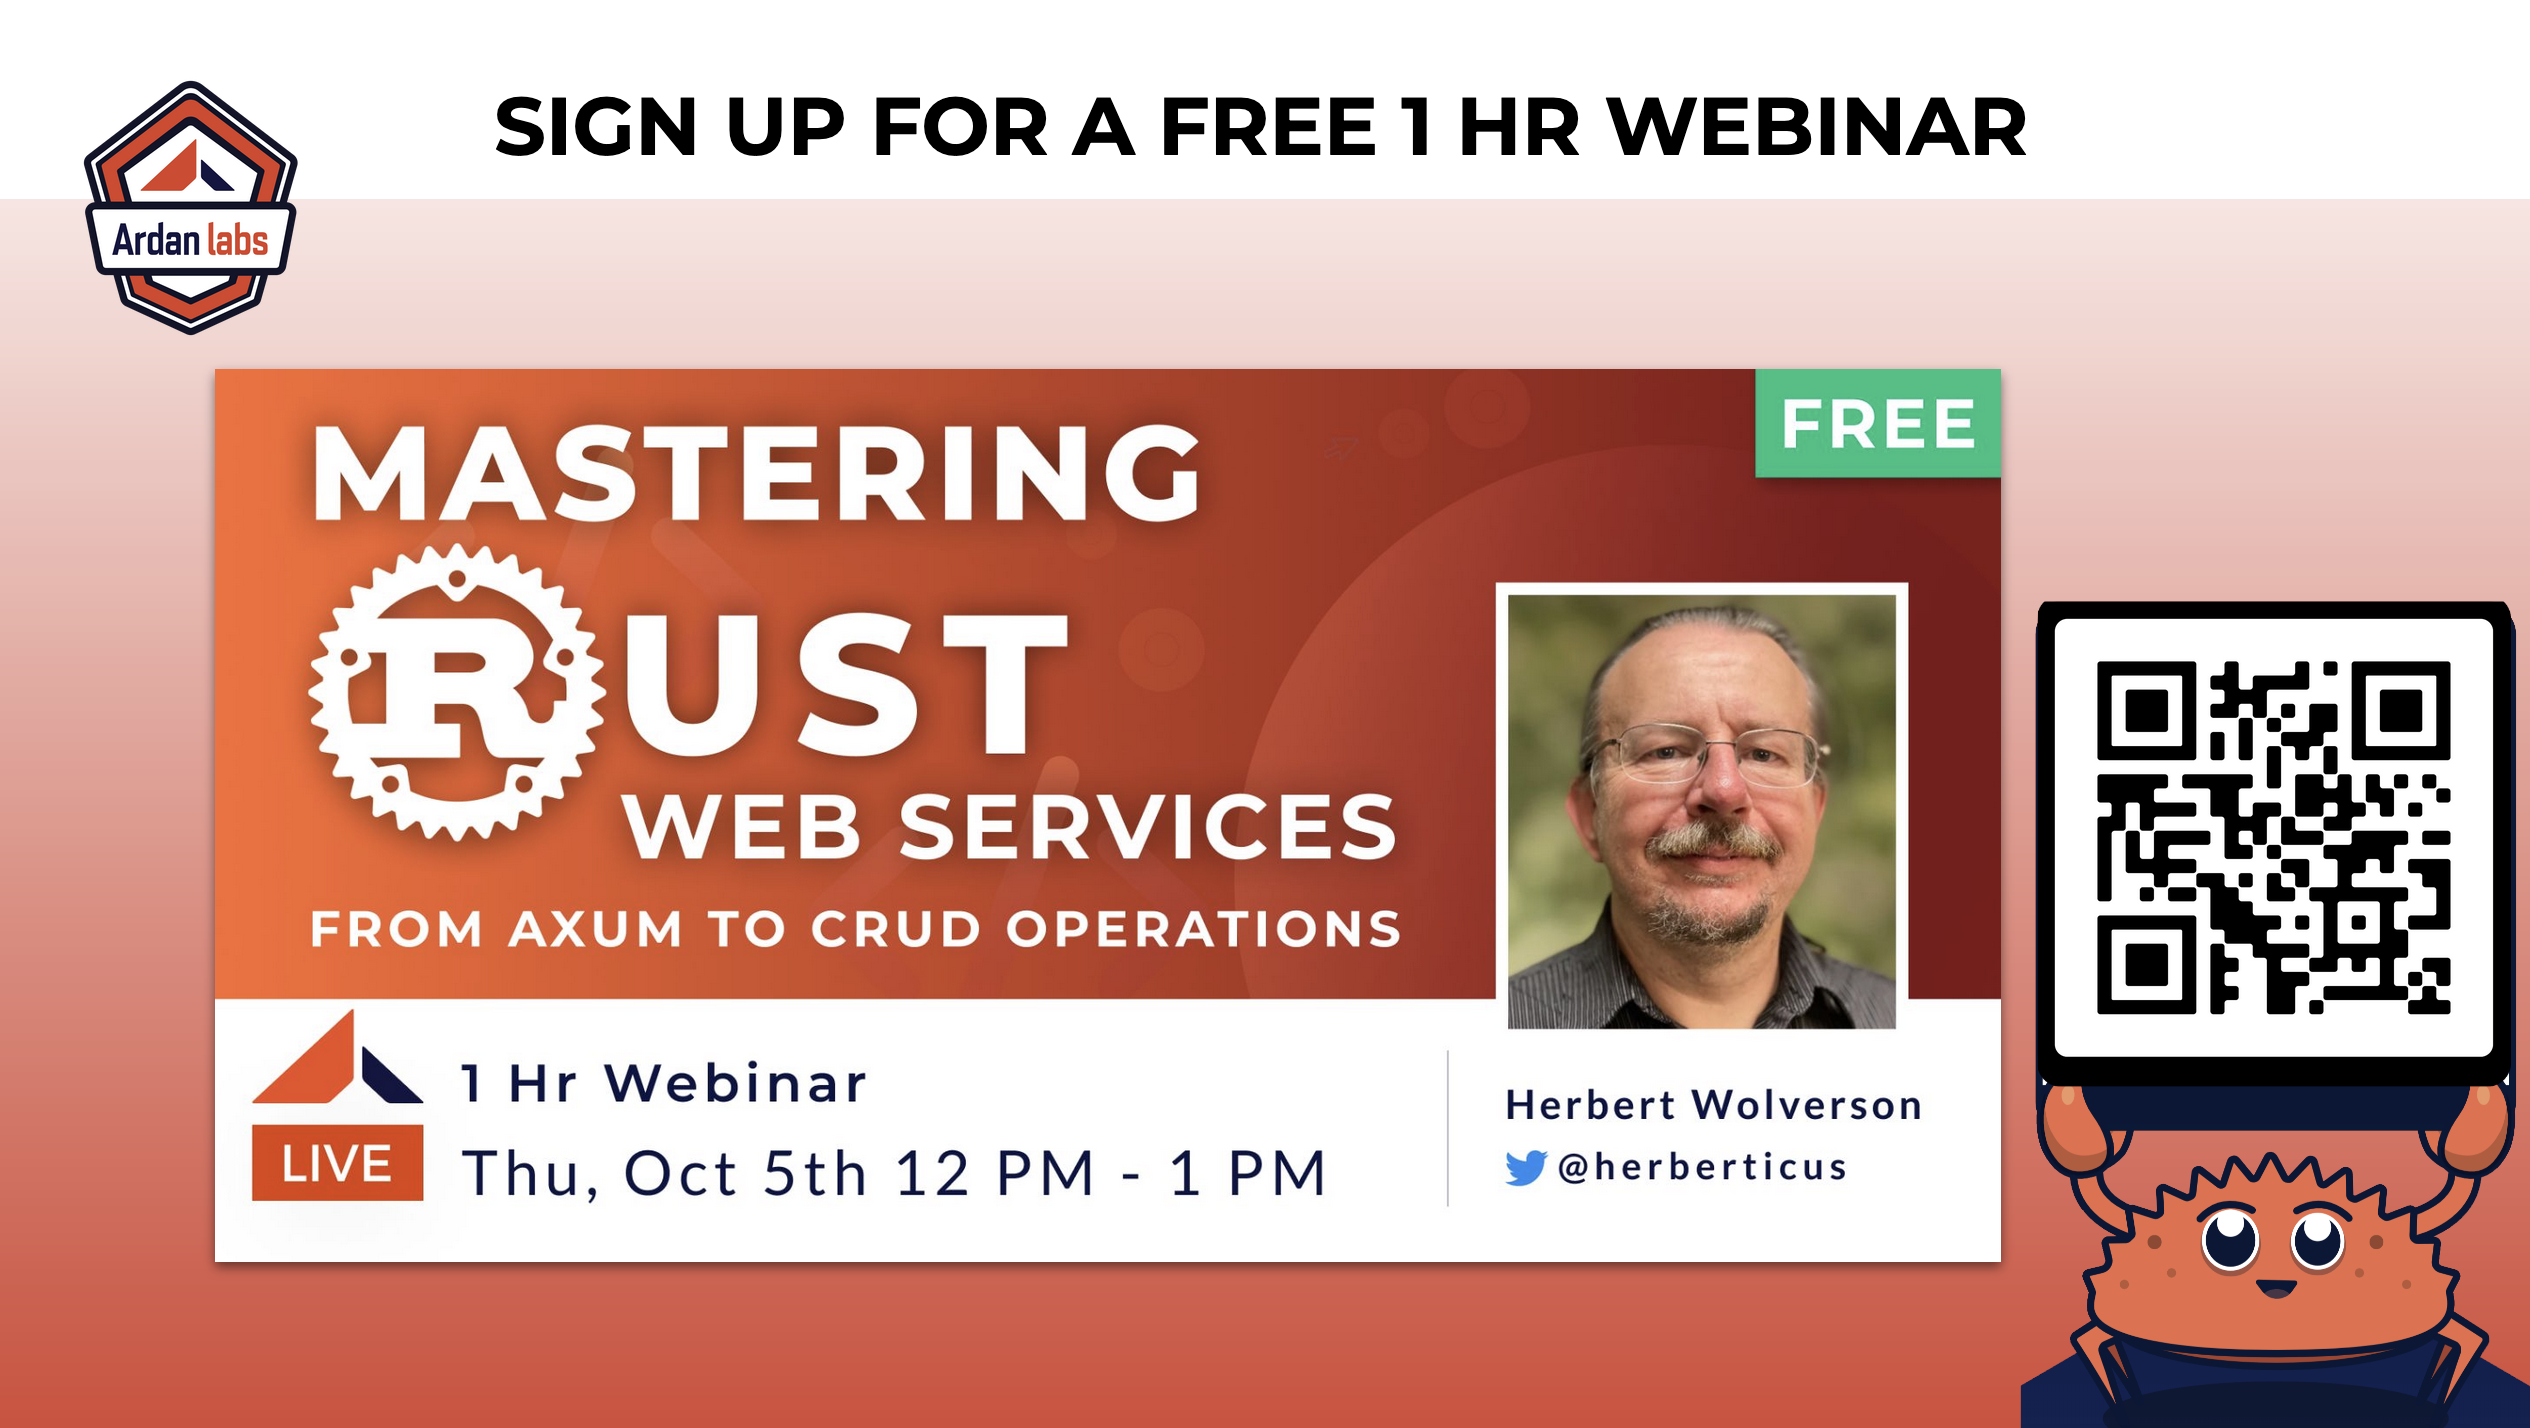 SIGN UP FOR A FREE 1 HR WEBINAR
Ardan labs
FREE
MASTERING
RUST
WEB SERVICES
FROM AXUM TO CRUD OPERATIONS
1 Hr Webinar
LIVE
Thu, Oct 5th 12 PM - 1 PM
Herbert Wolverson
@herberticus